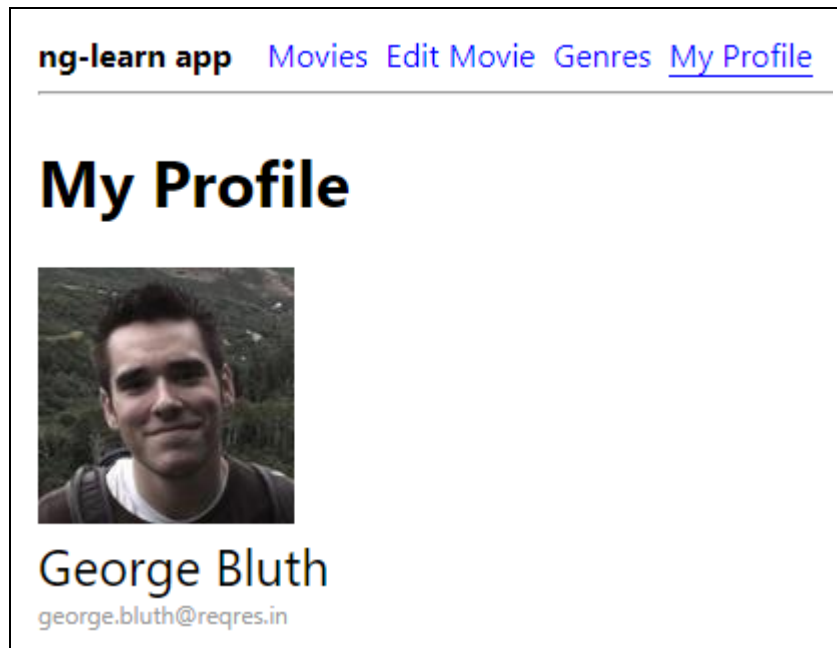 ng-learn app Movies Edit Movie Genres My Profile
My Profile
George Bluth
george.bluth@reqres.in